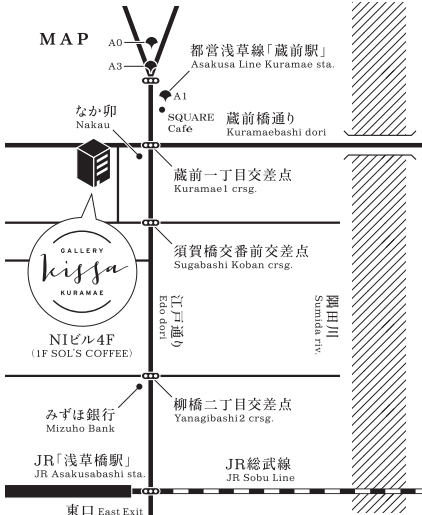 MAP
A0
A3
都営浅草線「蔵前駅」
Asakusa Line Kuramae sta.
A1
SQUARE
Café
なか卯
Nakau
蔵前橋通り
Kuramaebashi dori
蔵前一丁目交差点
Kurame1 crsg.
須賀橋交番前交差点
Sugabashi Koban crsg.
GALLERY
kissa
KURAMAE
NIビル4F
(1F SOL'S COFFEE)
江戸通り
Edo dori
隅田川
Sumida riv.
柳橋二丁目交差点
Yanagibashi2 crsg.
みずほ銀行
Mizuho Bank
JR「浅草橋駅」
JR Asakusabashi sta.
JR総武線
JR Sobu Line
東口 East Exit